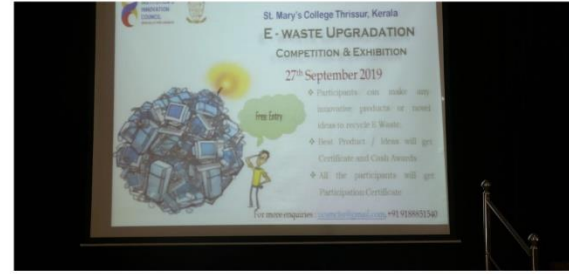 INNOVATION
COUNCIL
St. Mary's College Thrissur, Kerala
E - WASTE UPGRADATION
COMPETITION & EXHIBITION
27th September 2019
Free Entry
❖ Participants can make any
innovative products or novel
ideas to recycle E Waste.
❖ Best Product / ideas will get
Certificate and Cash Awards.
❖ All the participants will get
Participation Certificate
For more enquiries :